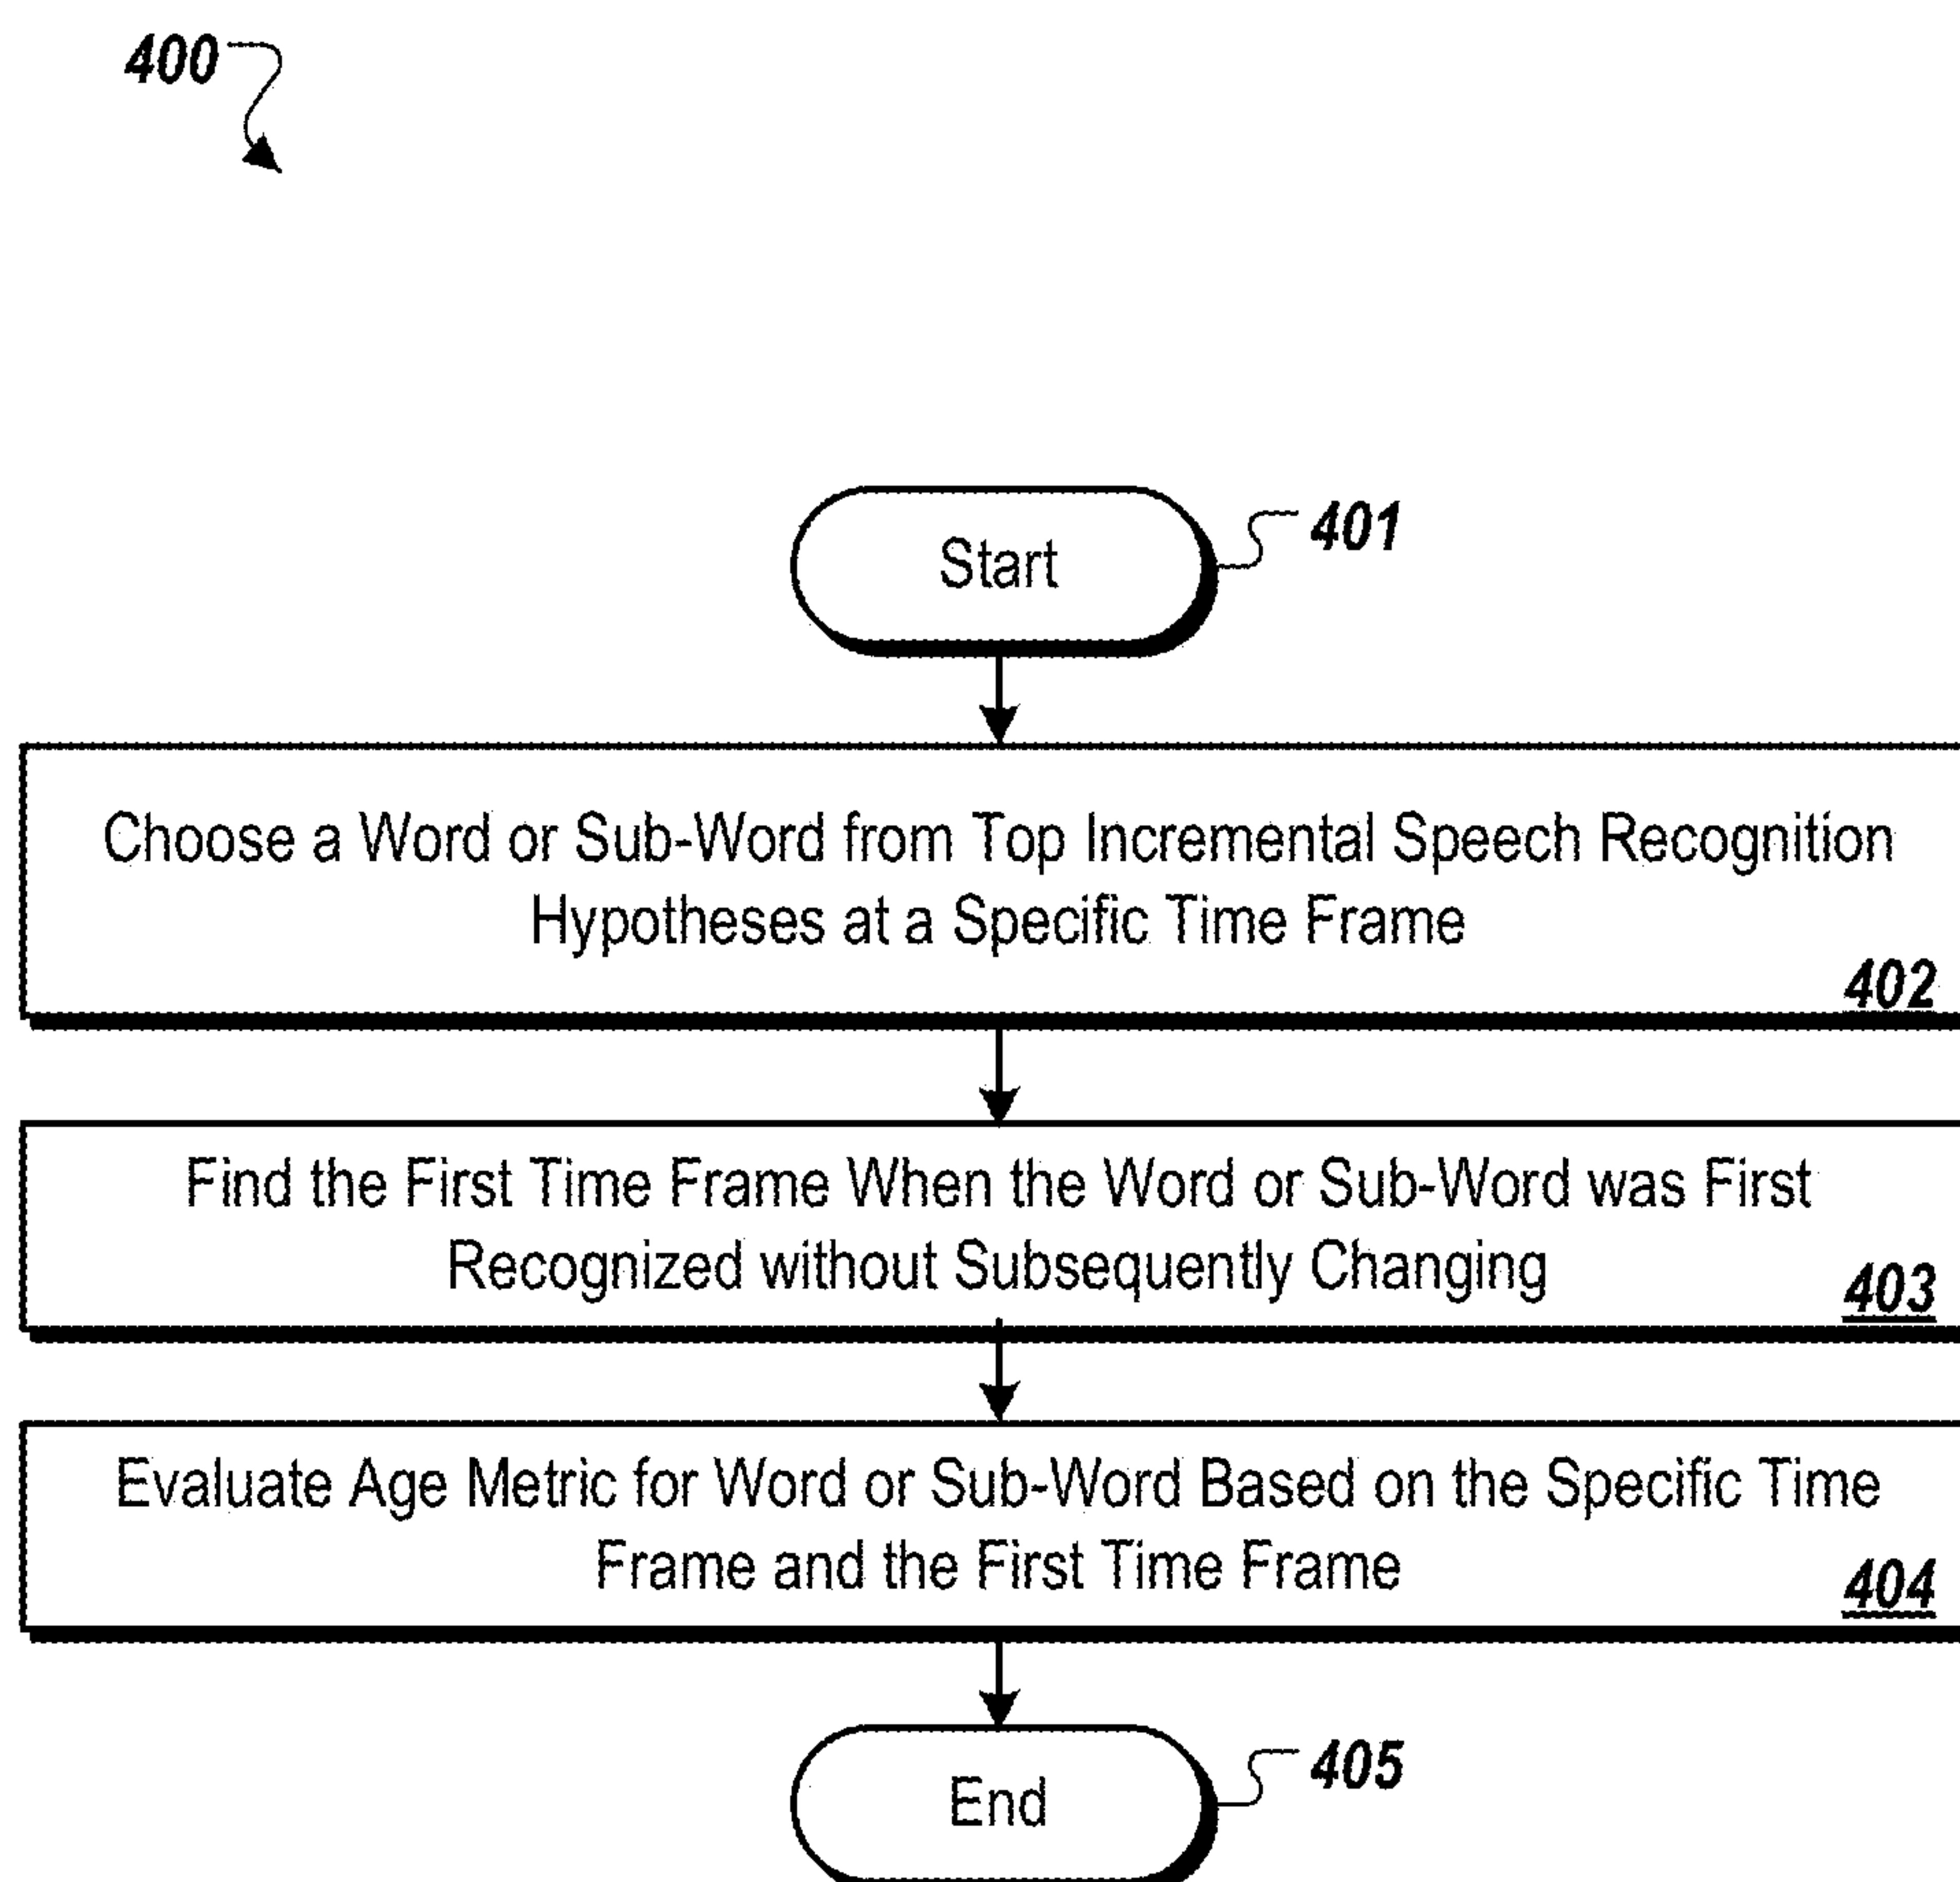 400
Start
401
Choose a Word or Sub-Word from Top Incremental Speech Recognition
Hypotheses at a Specific Time Frame
402
Find the First Time Frame When the Word or Sub-Word was First
Recognized without Subsequently Changing
403
Evaluate Age Metric for Word or Sub-Word Based on the Specific Time
Frame and the First Time Frame
404
End
405